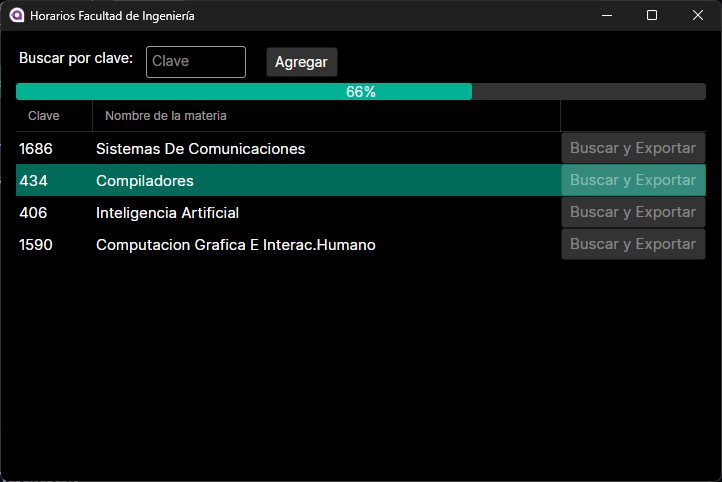 Horarios Facultad de Ingeniería
Buscar por clave: Clave Agregar
66%
Clave Nombre de la materia
1686 Sistemas De Comunicaciones Buscar y Exportar
434 Compiladores Buscar y Exportar
406 Inteligencia Artificial Buscar y Exportar
1590 Computacion Grafica E Interac.Humano Buscar y Exportar